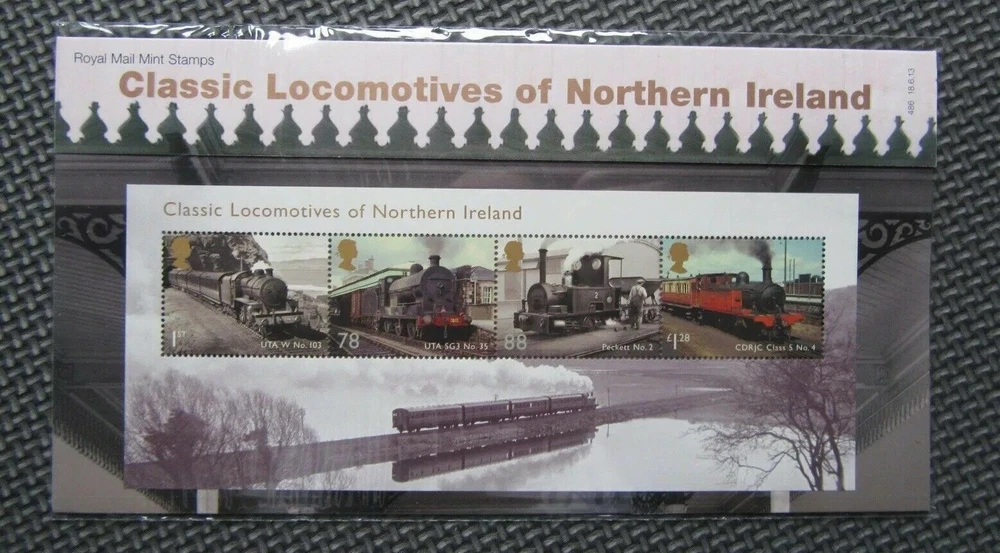 Royal Mail Mint Stamps
Classic Locomotives of Northern Ireland
486 18.6.13
Classic Locomotives of Northern Ireland
1ST
UTA W No. 103
78
UTA SG3 No. 35
88
Peckett No. 2
£1.28
CDRJC Class 5 No. 4
2